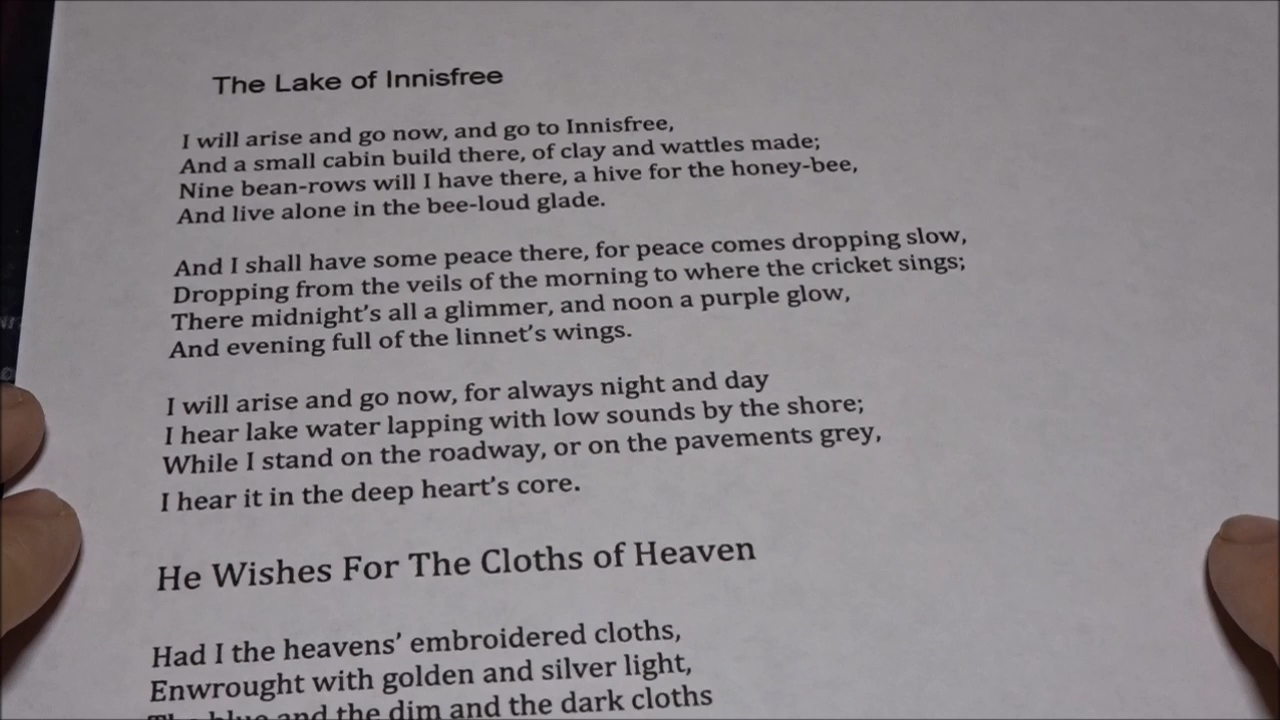 The Lake of Innisfree
I will arise and go now, and go to Innisfree,
And a small cabin build there, of clay and wattles made;
Nine bean-rows will I have there, a hive for the honey-bee,
And live alone in the bee-loud glade.
And I shall have some peace there, for peace comes dropping slow,
Dropping from the veils of the morning to where the cricket sings;
There midnight's all a glimmer, and noon a purple glow,
And evening full of the linnet's wings.
I will arise and go now, for always night and day
I hear lake water lapping with low sounds by the shore;
While I stand on the roadway, or on the pavements grey,
I hear it in the deep heart's core.
He Wishes For The Cloths of Heaven
Had I the heavens' embroidered cloths,
Enwrought with golden and silver light,
The blue and the dim and the dark cloths